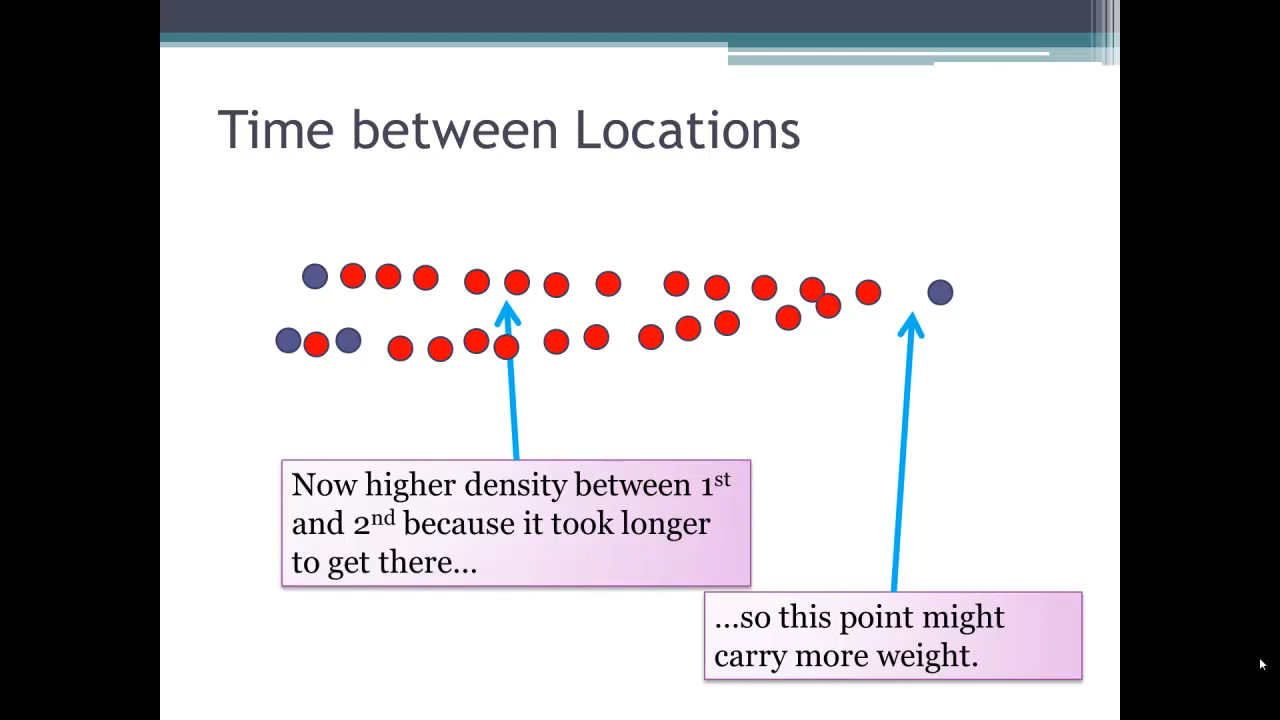 Time between Locations
Now higher density between 1st
and 2nd because it took longer
to get there…
…so this point might
carry more weight.